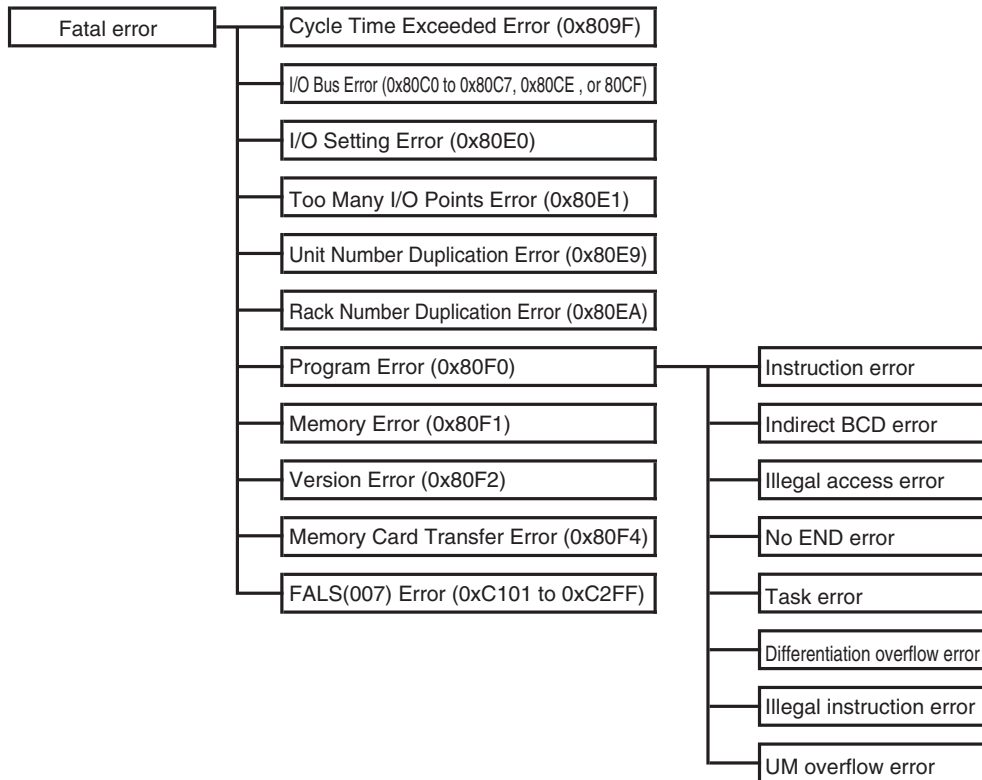 Fatal error
Cycle Time Exceeded Error (0x809F)
I/O Bus Error (0x80C0 to 0x80C7, 0x80CE , or 80CF)
I/O Setting Error (0x80E0)
Too Many I/O Points Error (0x80E1)
Unit Number Duplication Error (0x80E9)
Rack Number Duplication Error (0x80EA)
Program Error (0x80F0)
Memory Error (0x80F1)
Version Error (0x80F2)
Memory Card Transfer Error (0x80F4)
FALS(007) Error (0xC101 to 0xC2FF)
Instruction error
Indirect BCD error
Illegal access error
No END error
Task error
Differentiation overflow error
Illegal instruction error
UM overflow error